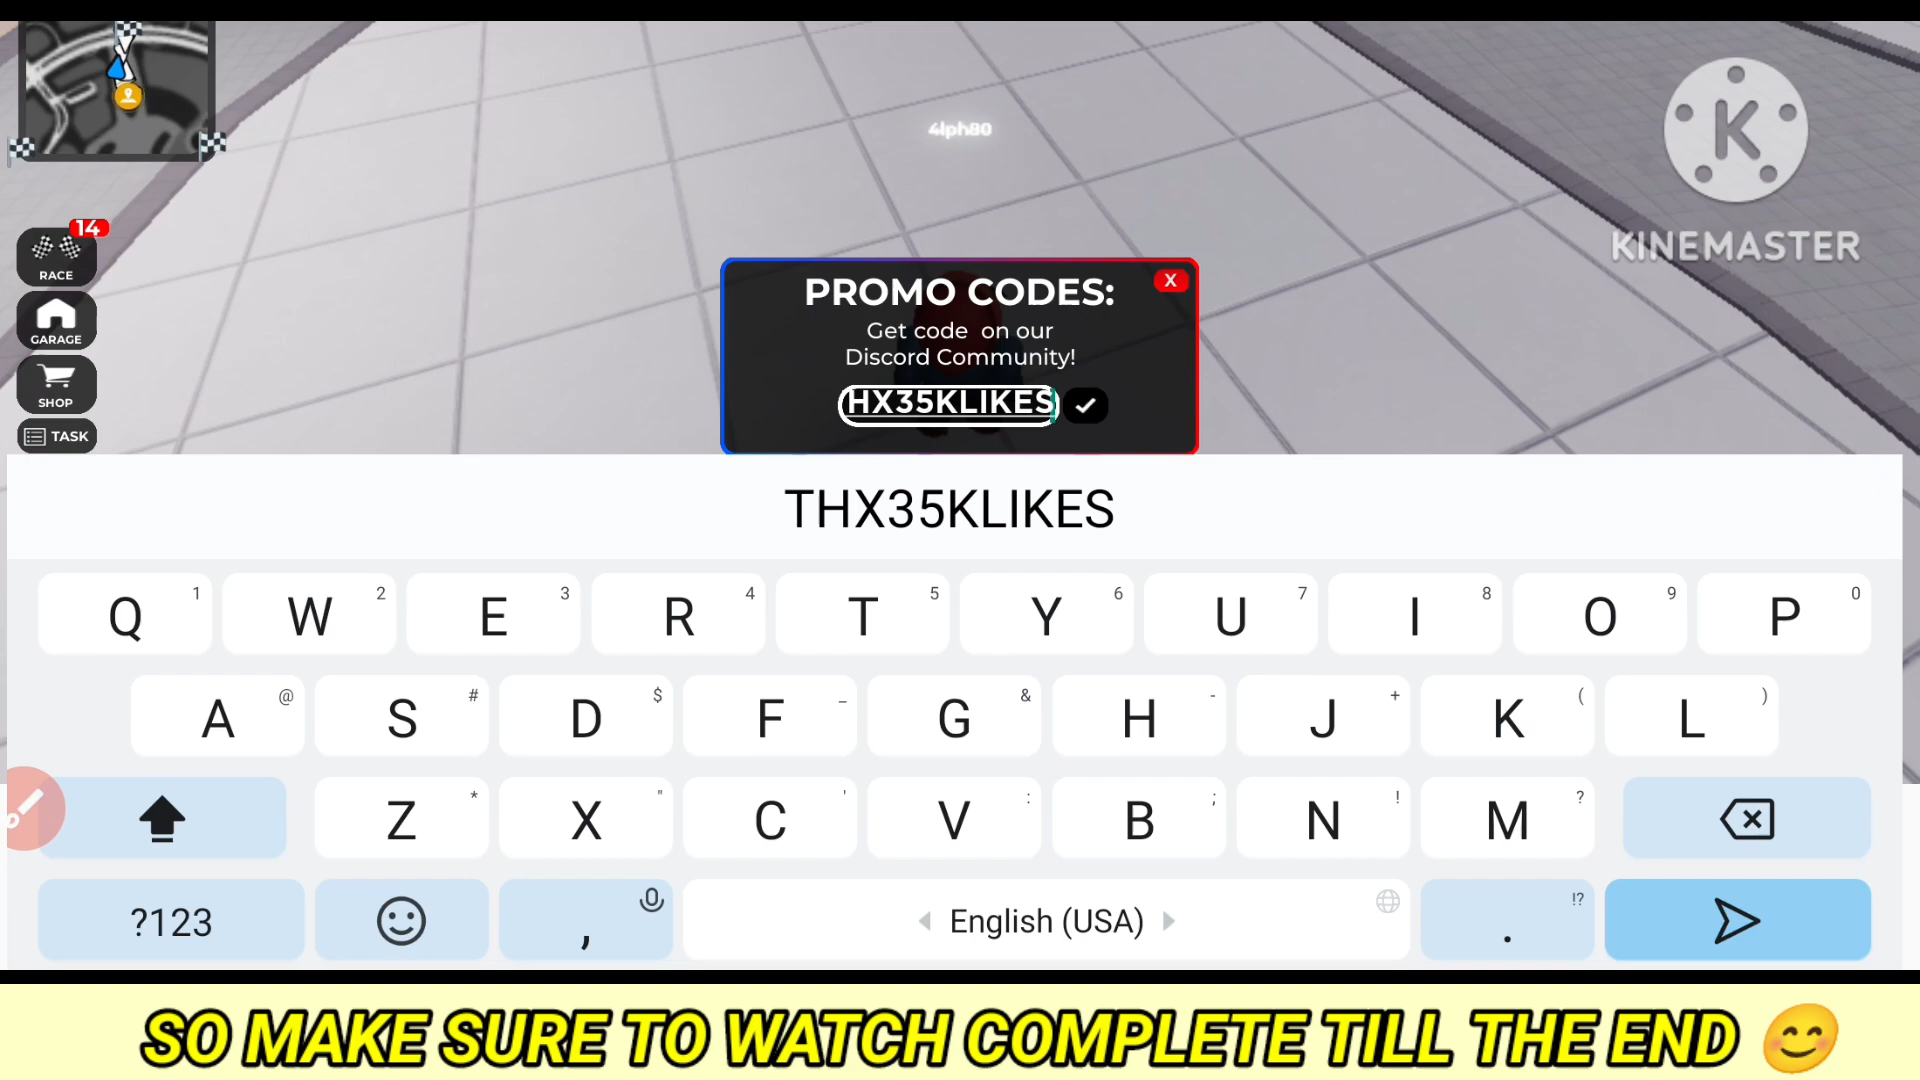 4lph80
K
KINEMASTER
14
RACE
GARAGE
SHOP
TASK
PROMO CODES:
X
Get code on our
Discord Community!
HX35KLIKES
THX35KLIKES
Q 1 W 2 E 3 R 4 T 5 Y 6 U 7 I 8 O 9 P 0
A @ S # D $ F _ G & H - J + K ( L )
Z * X " C ' V : B ; N ! M ?
?123 , English (USA) . !?
SO MAKE SURE TO WATCH COMPLETE TILL THE END 😊